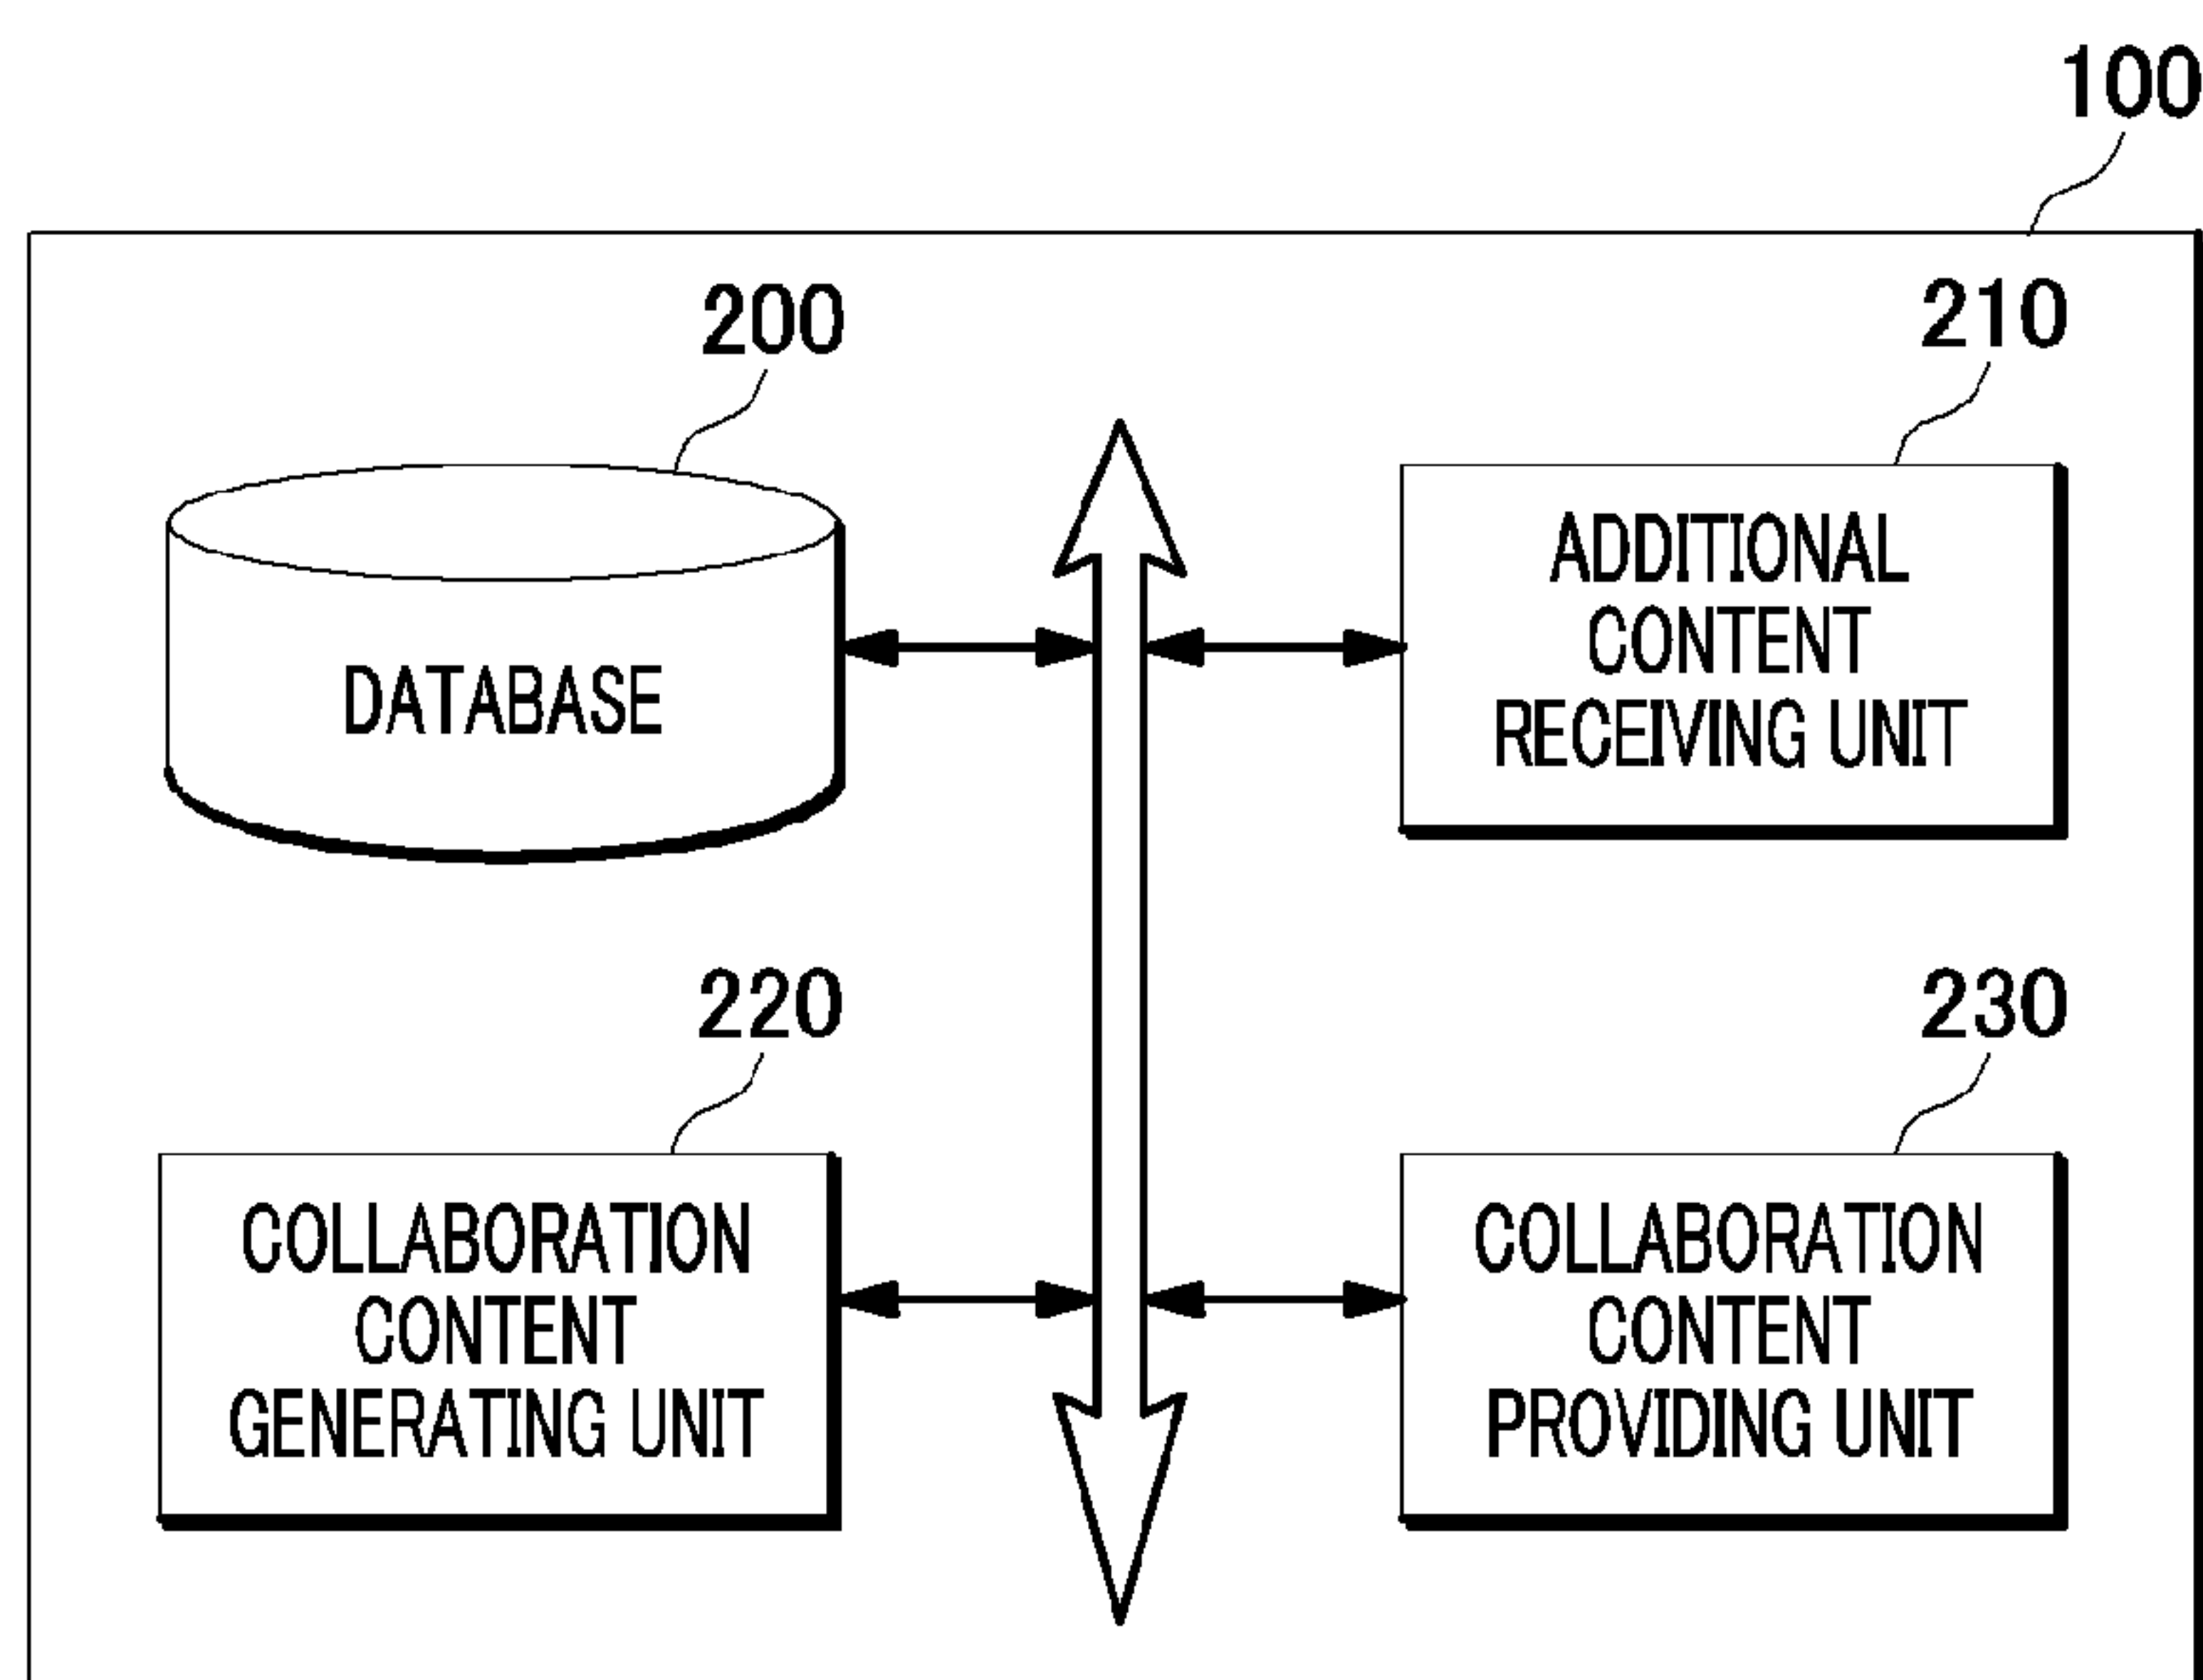 100
200
210
DATABASE
ADDITIONAL
CONTENT
RECEIVING UNIT
220
230
COLLABORATION
CONTENT
GENERATING UNIT
COLLABORATION
CONTENT
PROVIDING UNIT